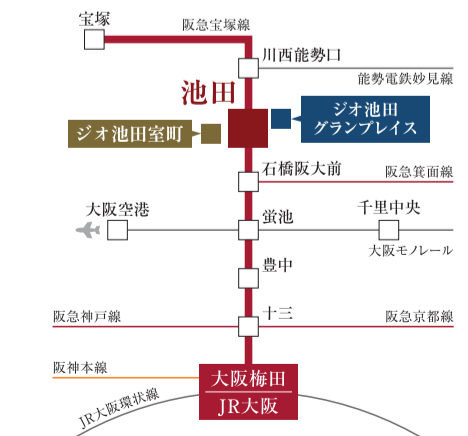 宝塚
阪急宝塚線
川西能勢口
能勢電鉄妙見線
池田
ジオ池田
グランプレイス
ジオ池田室町
石橋阪大前
阪急箕面線
大阪空港
蛍池
千里中央
大阪モノレール
豊中
十三
阪急神戸線
阪急京都線
阪神本線
大阪梅田
JR大阪
JR大阪環状線